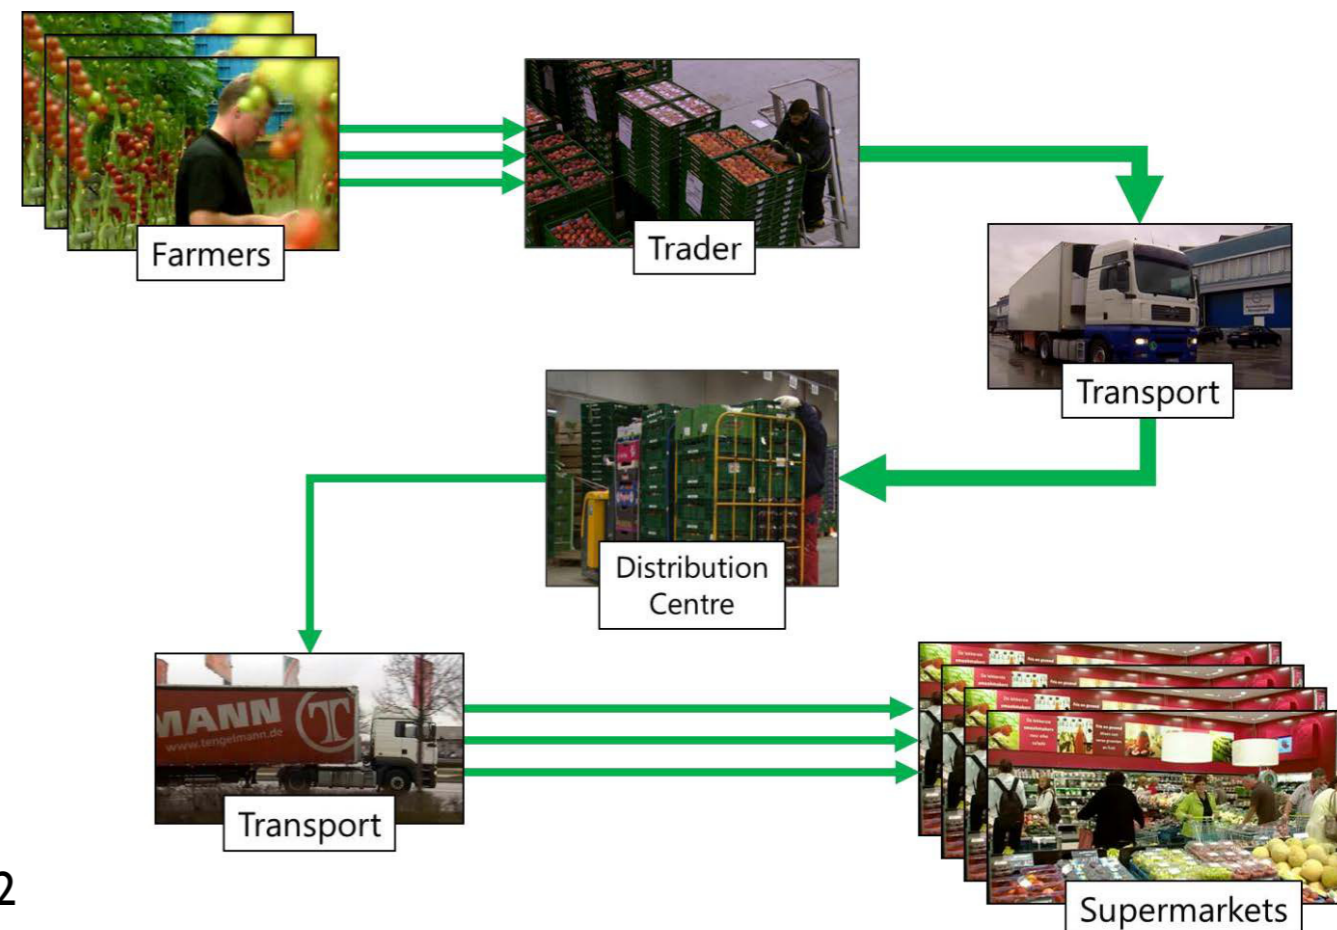 Farmers
Trader
Transport
Distribution
Centre
MANN
www.tengelmann.de
T
Transport
Supermarkets
2